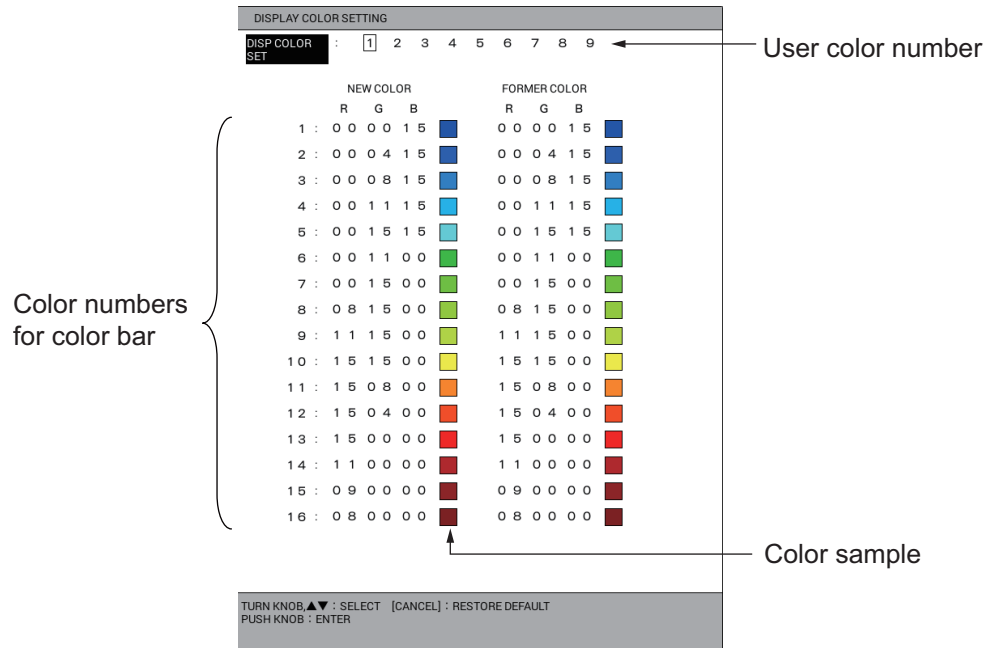 DISPLAY COLOR SETTING
DISP COLOR SET : 1 2 3 4 5 6 7 8 9
User color number
NEW COLOR FORMER COLOR
R G B R G B
1 : 00 00 15 00 00 15
2 : 00 04 15 00 04 15
3 : 00 08 15 00 08 15
4 : 00 11 15 00 11 15
5 : 00 15 15 00 15 15
6 : 00 11 00 00 11 00
7 : 00 15 00 00 15 00
8 : 08 15 00 08 15 00
9 : 11 15 00 11 15 00
10 : 15 15 00 15 15 00
11 : 15 08 00 15 08 00
12 : 15 04 00 15 04 00
13 : 15 00 00 15 00 00
14 : 11 00 00 11 00 00
15 : 09 00 00 09 00 00
16 : 08 00 00 08 00 00
Color numbers
for color bar
Color sample
TURN KNOB,▲▼ : SELECT [CANCEL] : RESTORE DEFAULT
PUSH KNOB : ENTER